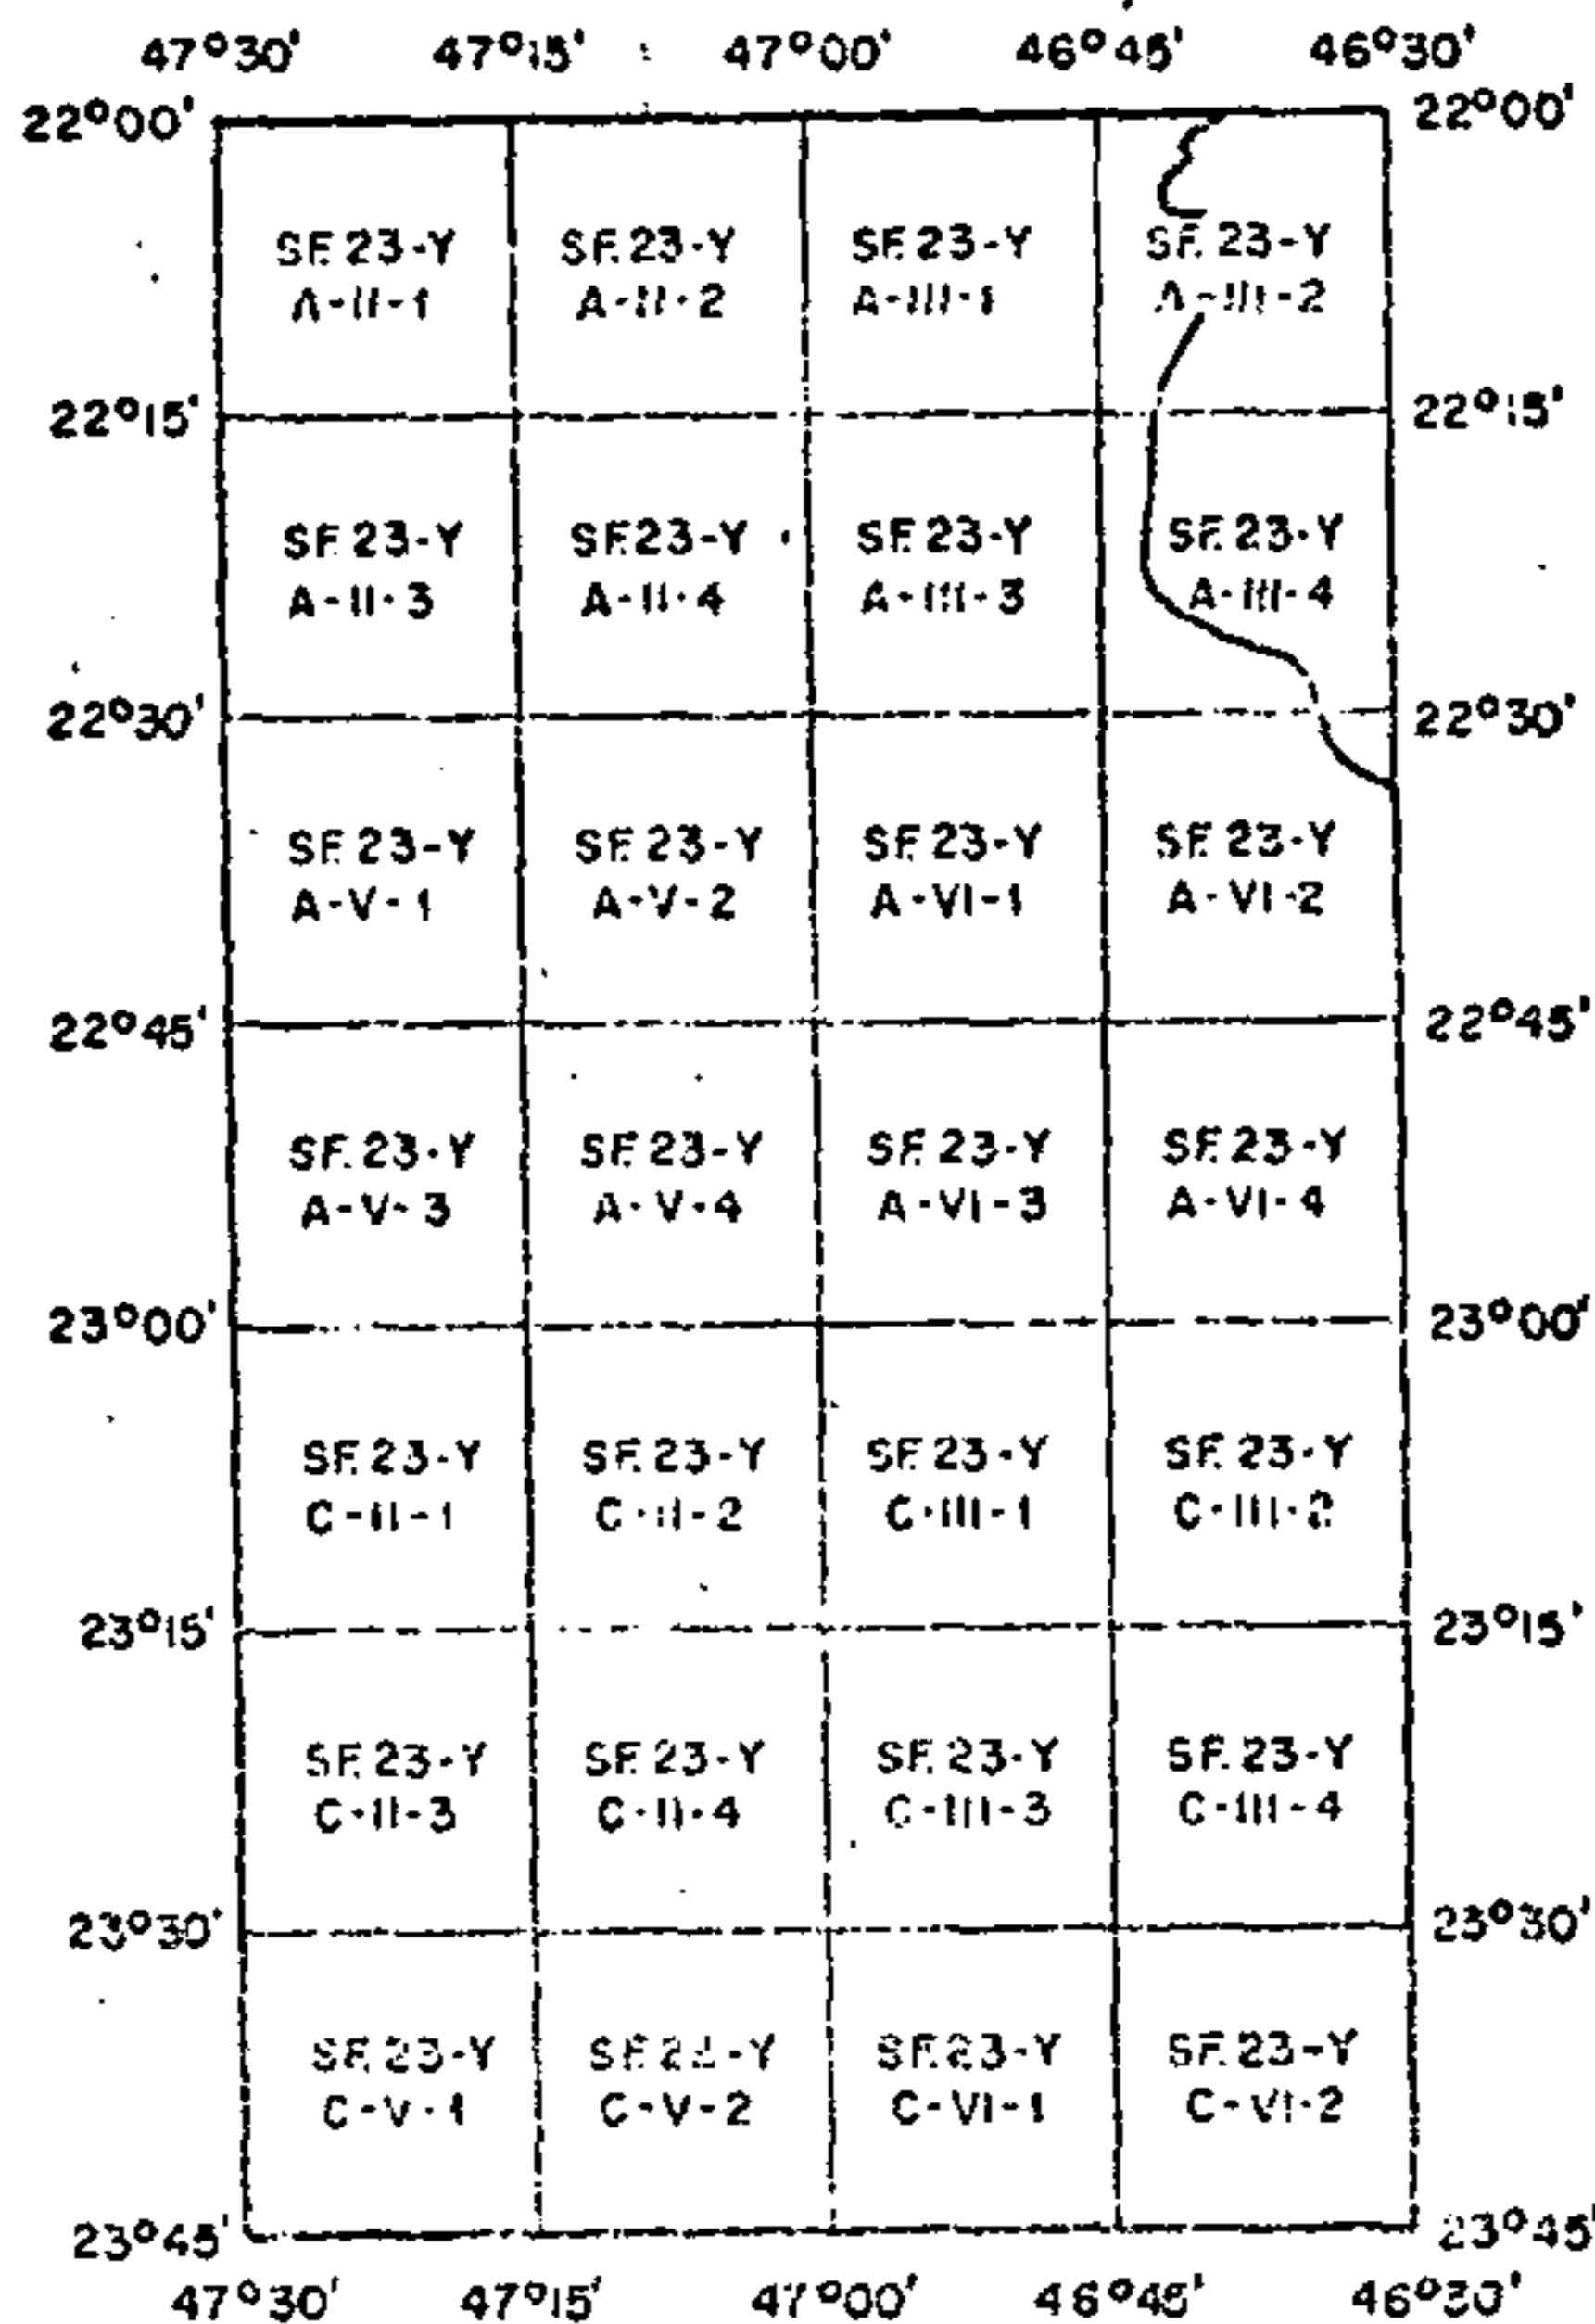 47°30' 47°15' 47°00' 46°45' 46°30'
22°00' 22°00'
SF.23-Y SF.23-Y SF.23-Y SF.23-Y
A-II-1 A-II-2 A-III-1 A-III-2
22°15' 22°15'
SF.23-Y SF.23-Y SF.23-Y SF.23-Y
A-II-3 A-II-4 A-III-3 A-III-4
22°30' 22°30'
SF.23-Y SF.23-Y SF.23-Y SF.23-Y
A-V-1 A-V-2 A-VI-1 A-VI-2
22°45' 22°45'
SF.23-Y SF.23-Y SF.23-Y SF.23-Y
A-V-3 A-V-4 A-VI-3 A-VI-4
23°00' 23°00'
SF.23-Y SF.23-Y SF.23-Y SF.23-Y
C-II-1 C-II-2 C-III-1 C-III-2
23°15' 23°15'
SF.23-Y SF.23-Y SF.23-Y SF.23-Y
C-II-3 C-II-4 C-III-3 C-III-4
23°30' 23°30'
SF.23-Y SF.23-Y SF.23-Y SF.23-Y
C-V-1 C-V-2 C-VI-1 C-VI-2
23°45' 23°45'
47°30' 47°15' 47°00' 46°45' 46°30'